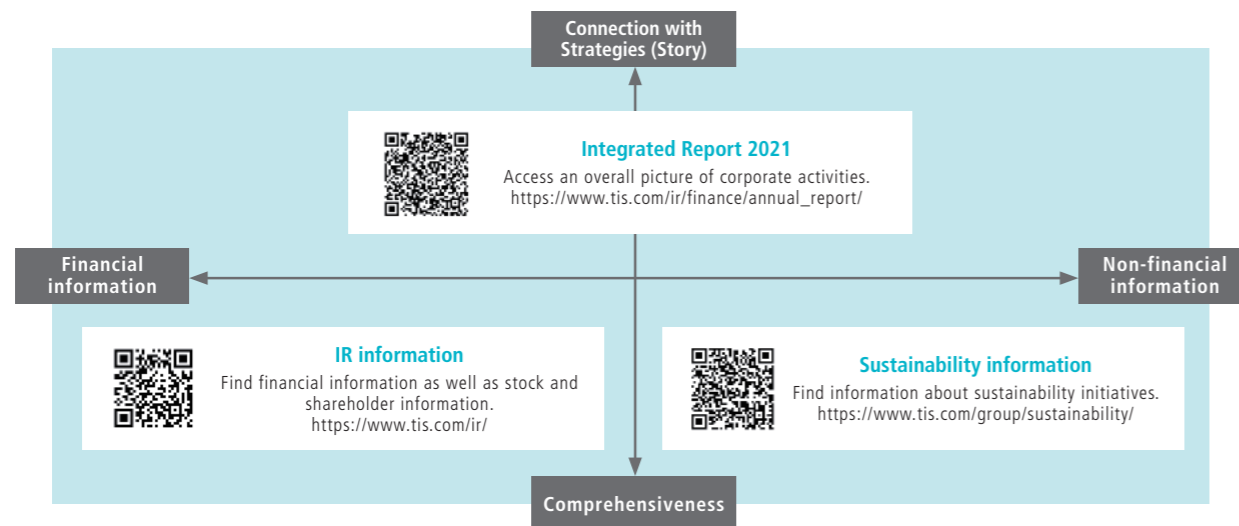 Connection with
Strategies (Story)
Integrated Report 2021
Access an overall picture of corporate activities.
https://www.tis.com/ir/finance/annual_report/
Financial
information
Non-financial
information
IR information
Find financial information as well as stock and
shareholder information.
https://www.tis.com/ir/
Sustainability information
Find information about sustainability initiatives.
https://www.tis.com/group/sustainability/
Comprehensiveness